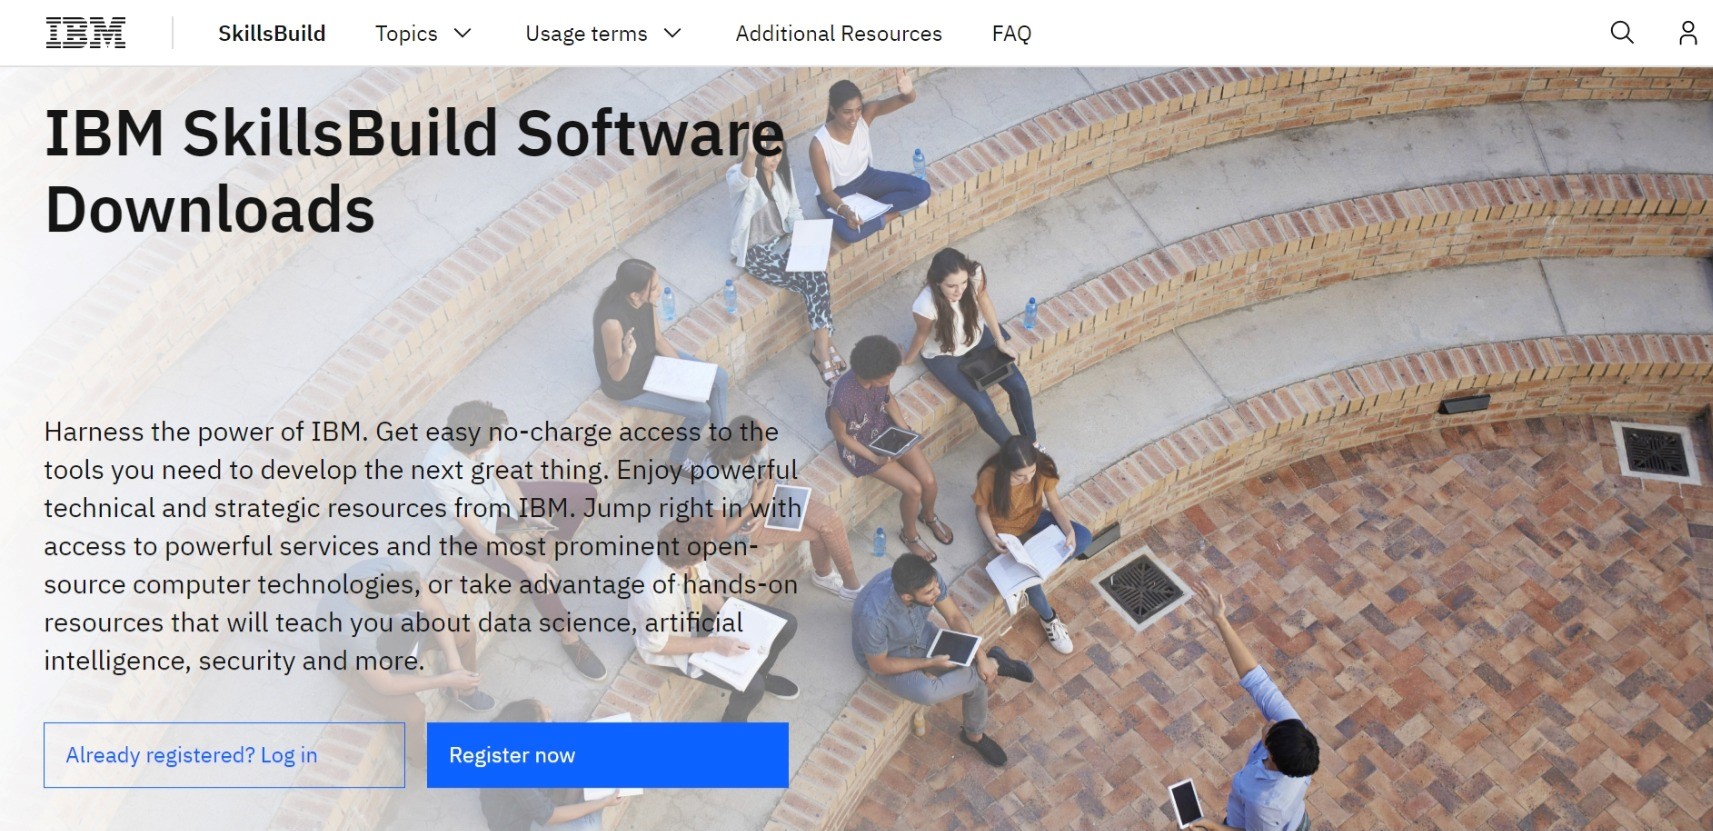 IBM
SkillsBuild
Topics
Usage terms
Additional Resources
FAQ
IBM SkillsBuild Software
Downloads
Harness the power of IBM. Get easy no-charge access to the
tools you need to develop the next great thing. Enjoy powerful
technical and strategic resources from IBM. Jump right in with
access to powerful services and the most prominent open-
source computer technologies, or take advantage of hands-on
resources that will teach you about data science, artificial
intelligence, security and more.
Already registered? Log in
Register now